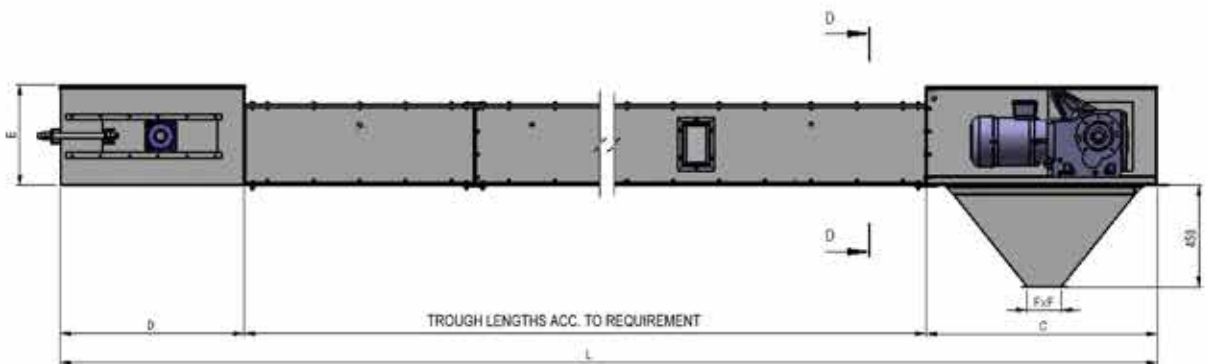 D
E
D
450
FxF
D
TROUGH LENGTHS ACC. TO REQUIREMENT
C
L